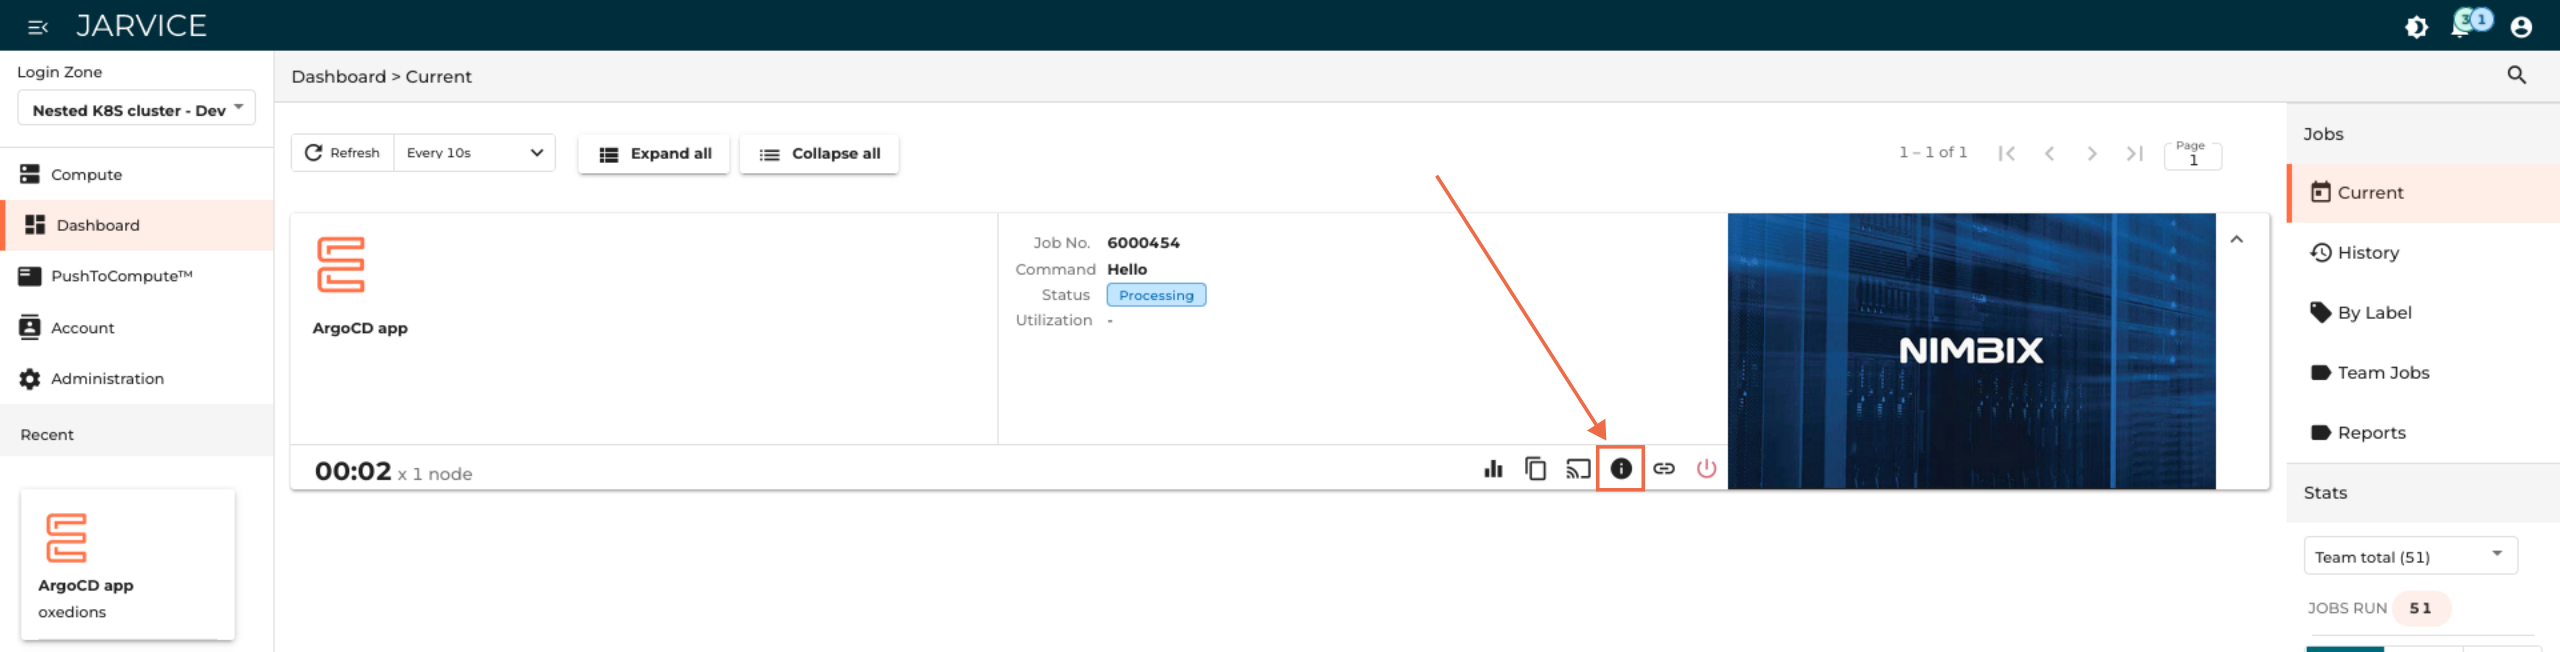 JARVICE
3 1
Login Zone
Nested K8S cluster - Dev
Compute
Dashboard
PushToCompute™
Account
Administration
Recent
ArgoCD app
oxedions
Dashboard > Current
Refresh
Every 10s
Expand all
Collapse all
1 – 1 of 1
Page
1
ArgoCD app
Job No. 6000454
Command Hello
Status Processing
Utilization -
NIMBIX
00:02 x 1 node
Jobs
Current
History
By Label
Team Jobs
Reports
Stats
Team total (51)
JOBS RUN 51